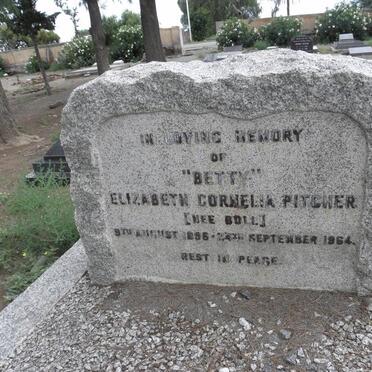 IN LOVING MEMORY
OF
"BETTY"
ELIZABETH CORNELIA PITCHER
[NEE BOLL]
9TH AUGUST 1896 - 24TH SEPTEMBER 1964.
REST IN PEACE